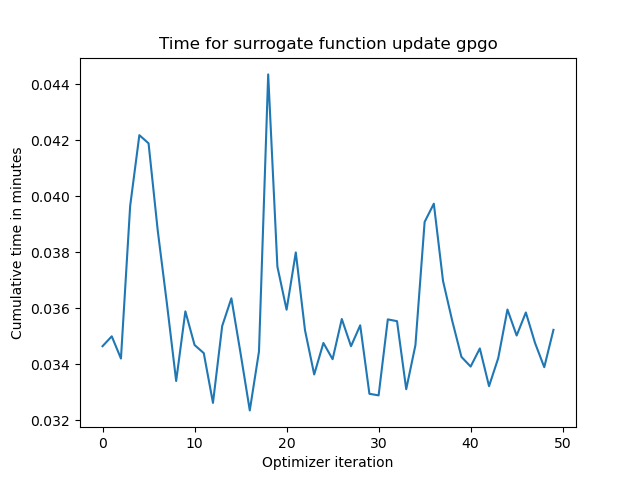 Time for surrogate function update gpgo
Cumulative time in minutes
0.044
0.042
0.040
0.038
0.036
0.034
0.032
0 10 20 30 40 50
Optimizer iteration